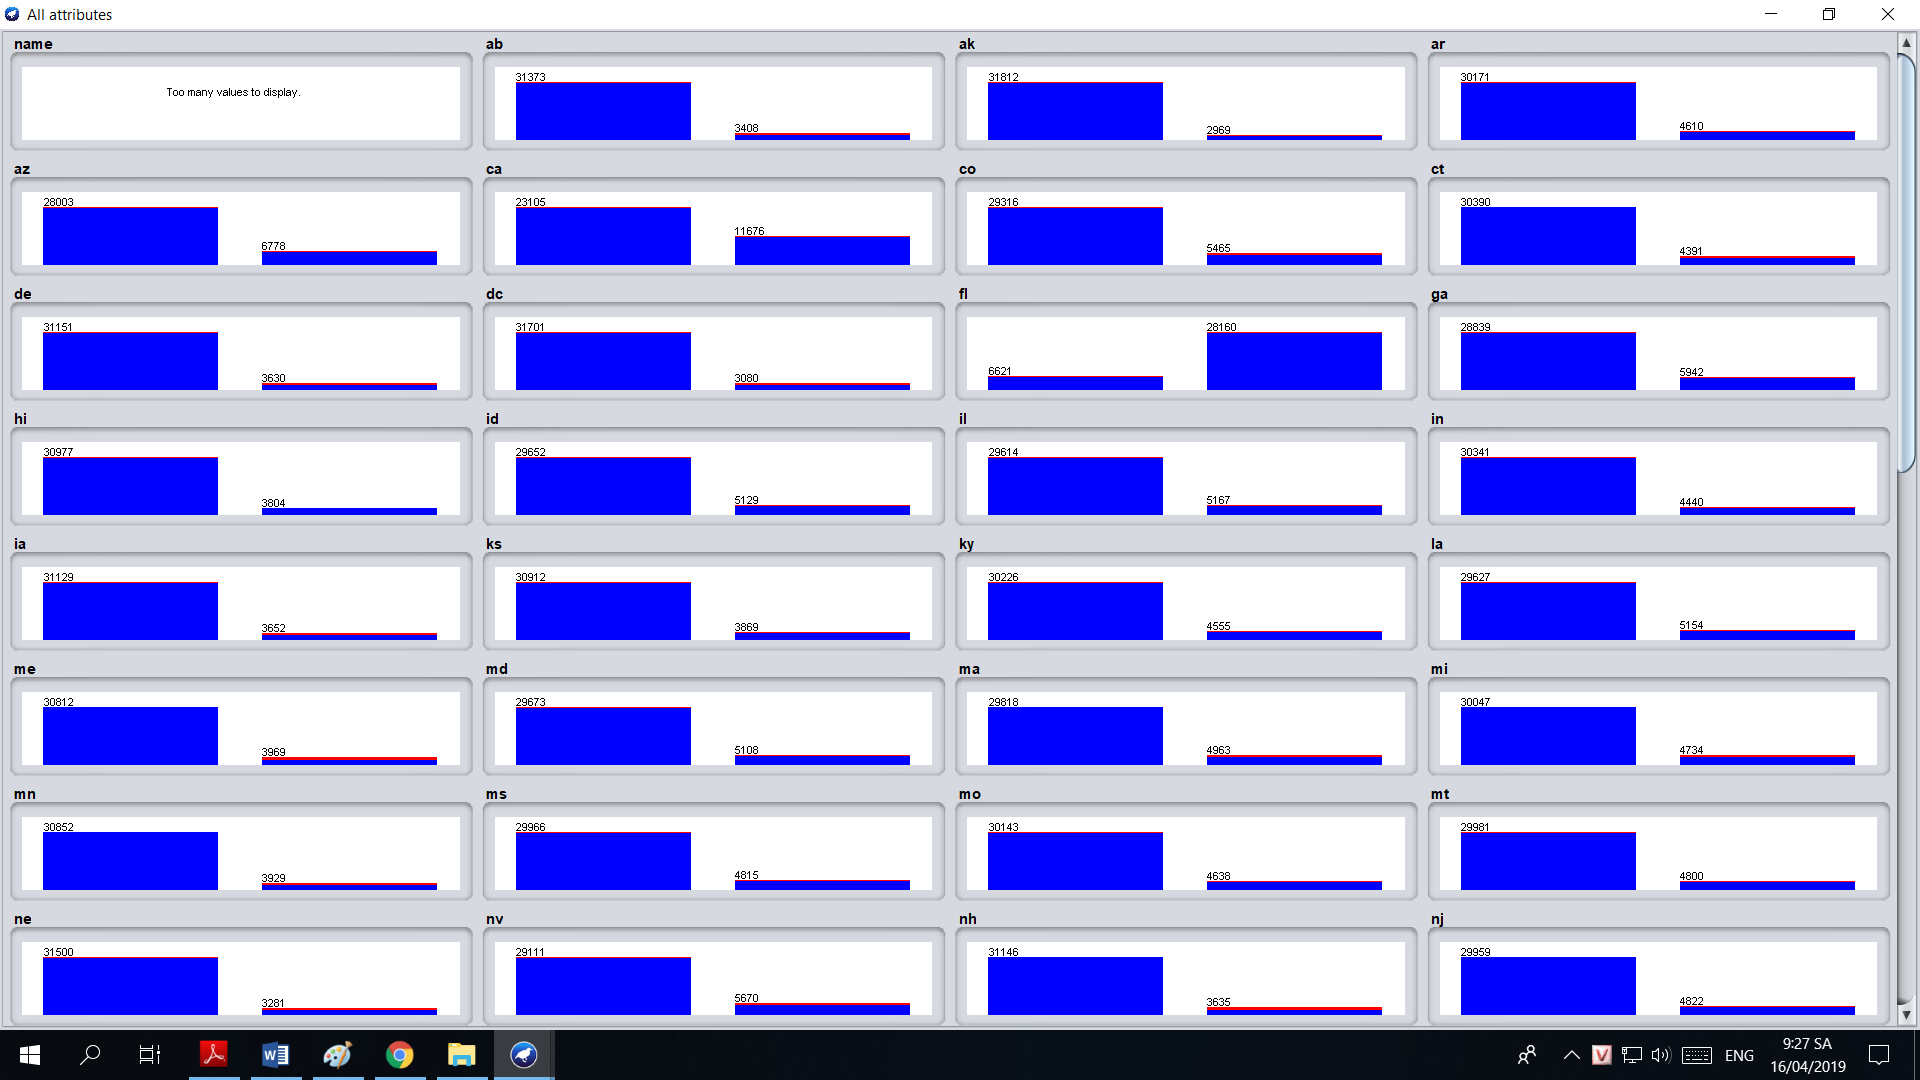 All attributes
name ab ak ar
Too many values to display.
31373 3408
31812 2969
30171 4610
az ca co ct
28003 6778
23105 11676
29316 5465
30390 4391
de dc fl ga
31151 3630
31701 3080
6621 28160
28839 5942
hi id il in
30977 3804
29652 5129
29614 5167
30341 4440
ia ks ky la
31129 3652
30912 3869
30226 4555
29627 5154
me md ma mi
30812 3969
29673 5108
29818 4963
30047 4734
mn ms mo mt
30852 3929
29966 4815
30143 4638
29981 4800
ne nv nh nj
31500 3281
29111 5670
31146 3635
29959 4822
W V ENG
9:27 SA
16/04/2019